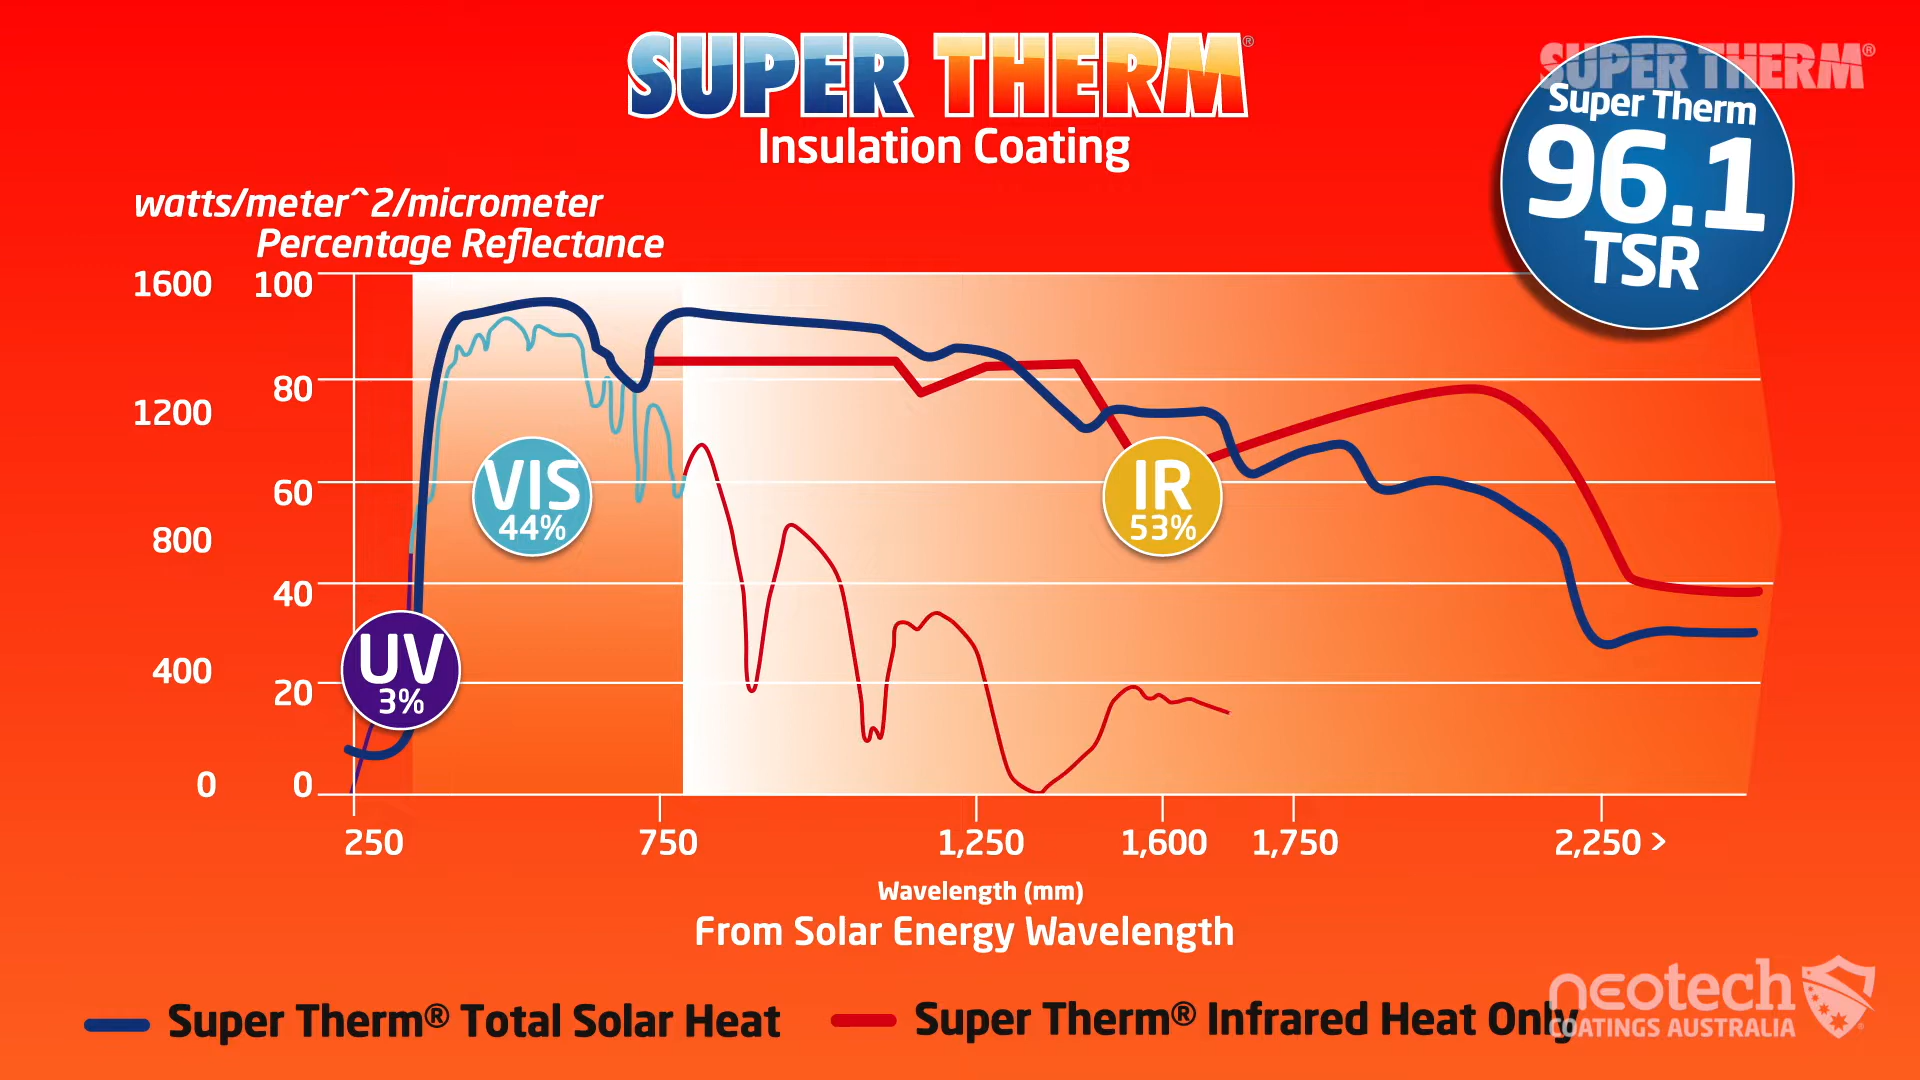 SUPER THERM®
Insulation Coating
SUPER THERM®
Super Therm
96.1
TSR
watts/meter^2/micrometer
Percentage Reflectance
1600 100
80
1200
60
800
40
400
20
0 0
VIS
44%
IR
53%
UV
3%
250 750 1,250 1,600 1,750 2,250 >
Wavelength (mm)
From Solar Energy Wavelength
Super Therm® Total Solar Heat
Super Therm® Infrared Heat Only
neotech
COATINGS AUSTRALIA